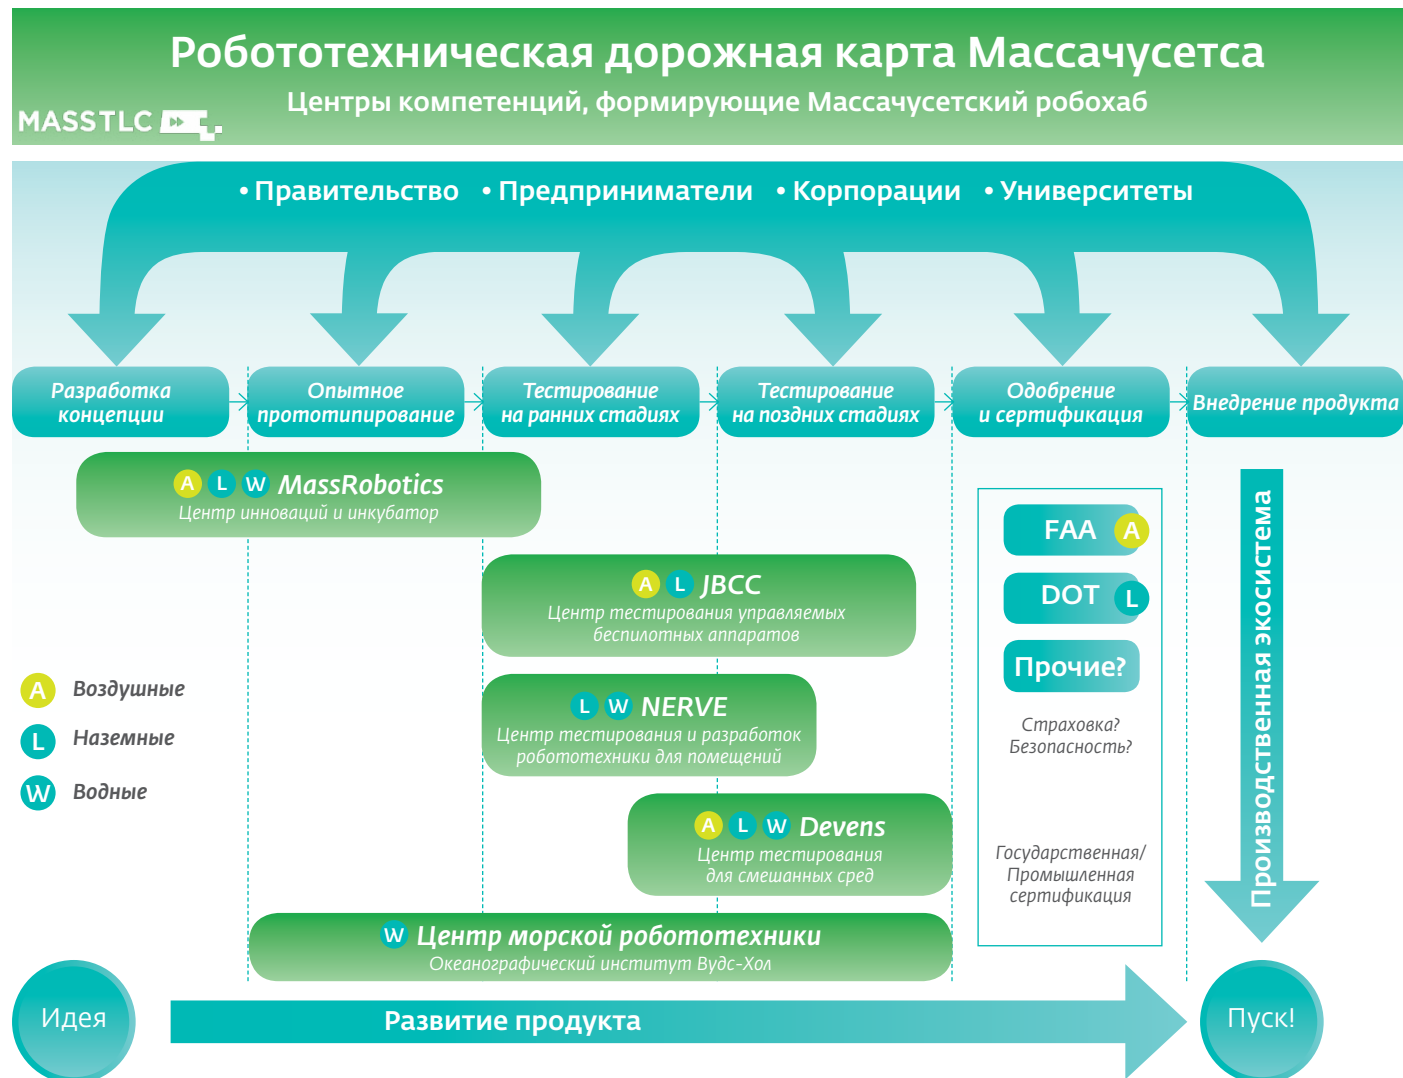 Робототехническая дорожная карта Массачусетса
Центры компетенций, формирующие Массачусетский робохаб
MASSTLC
• Правительство • Предприниматели • Корпорации • Университеты
Разработка
концепции
Опытное
прототипирование
Тестирование
на ранних стадиях
Тестирование
на поздних стадиях
Одобрение
и сертификация
Внедрение продукта
A L W MassRobotics
Центр инноваций и инкубатор
A L JBCC
Центр тестирования управляемых
беспилотных аппаратов
L W NERVE
Центр тестирования и разработок
робототехники для помещений
A L W Devens
Центр тестирования
для смешанных сред
W Центр морской робототехники
Океанографический институт Вудс-Хол
FAA A
DOT L
Прочие?
Страховка?
Безопасность?
Государственная/
Промышленная
сертификация
Производственная экосистема
A Воздушные
L Наземные
W Водные
Идея
Развитие продукта
Пуск!